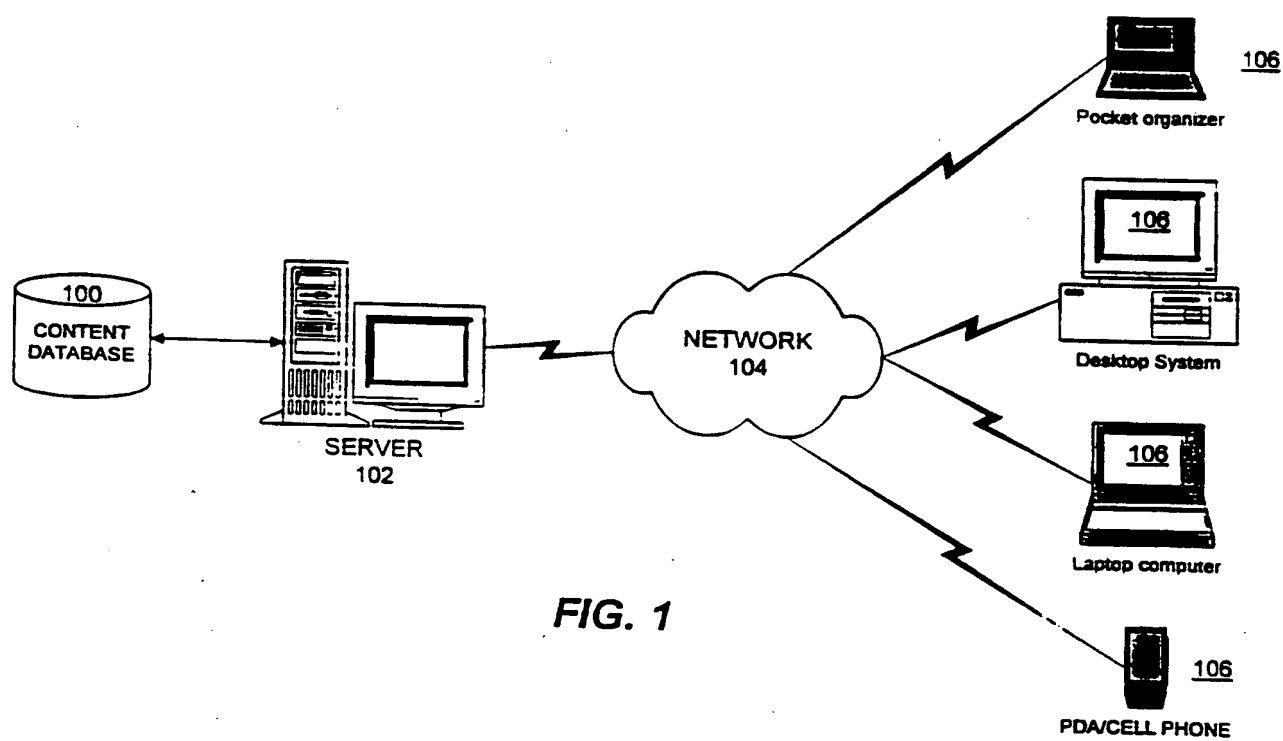 106
Pocket organizer
106
Desktop System
100
CONTENT
DATABASE
SERVER
102
NETWORK
104
106
Laptop computer
FIG. 1
106
PDA/CELL PHONE